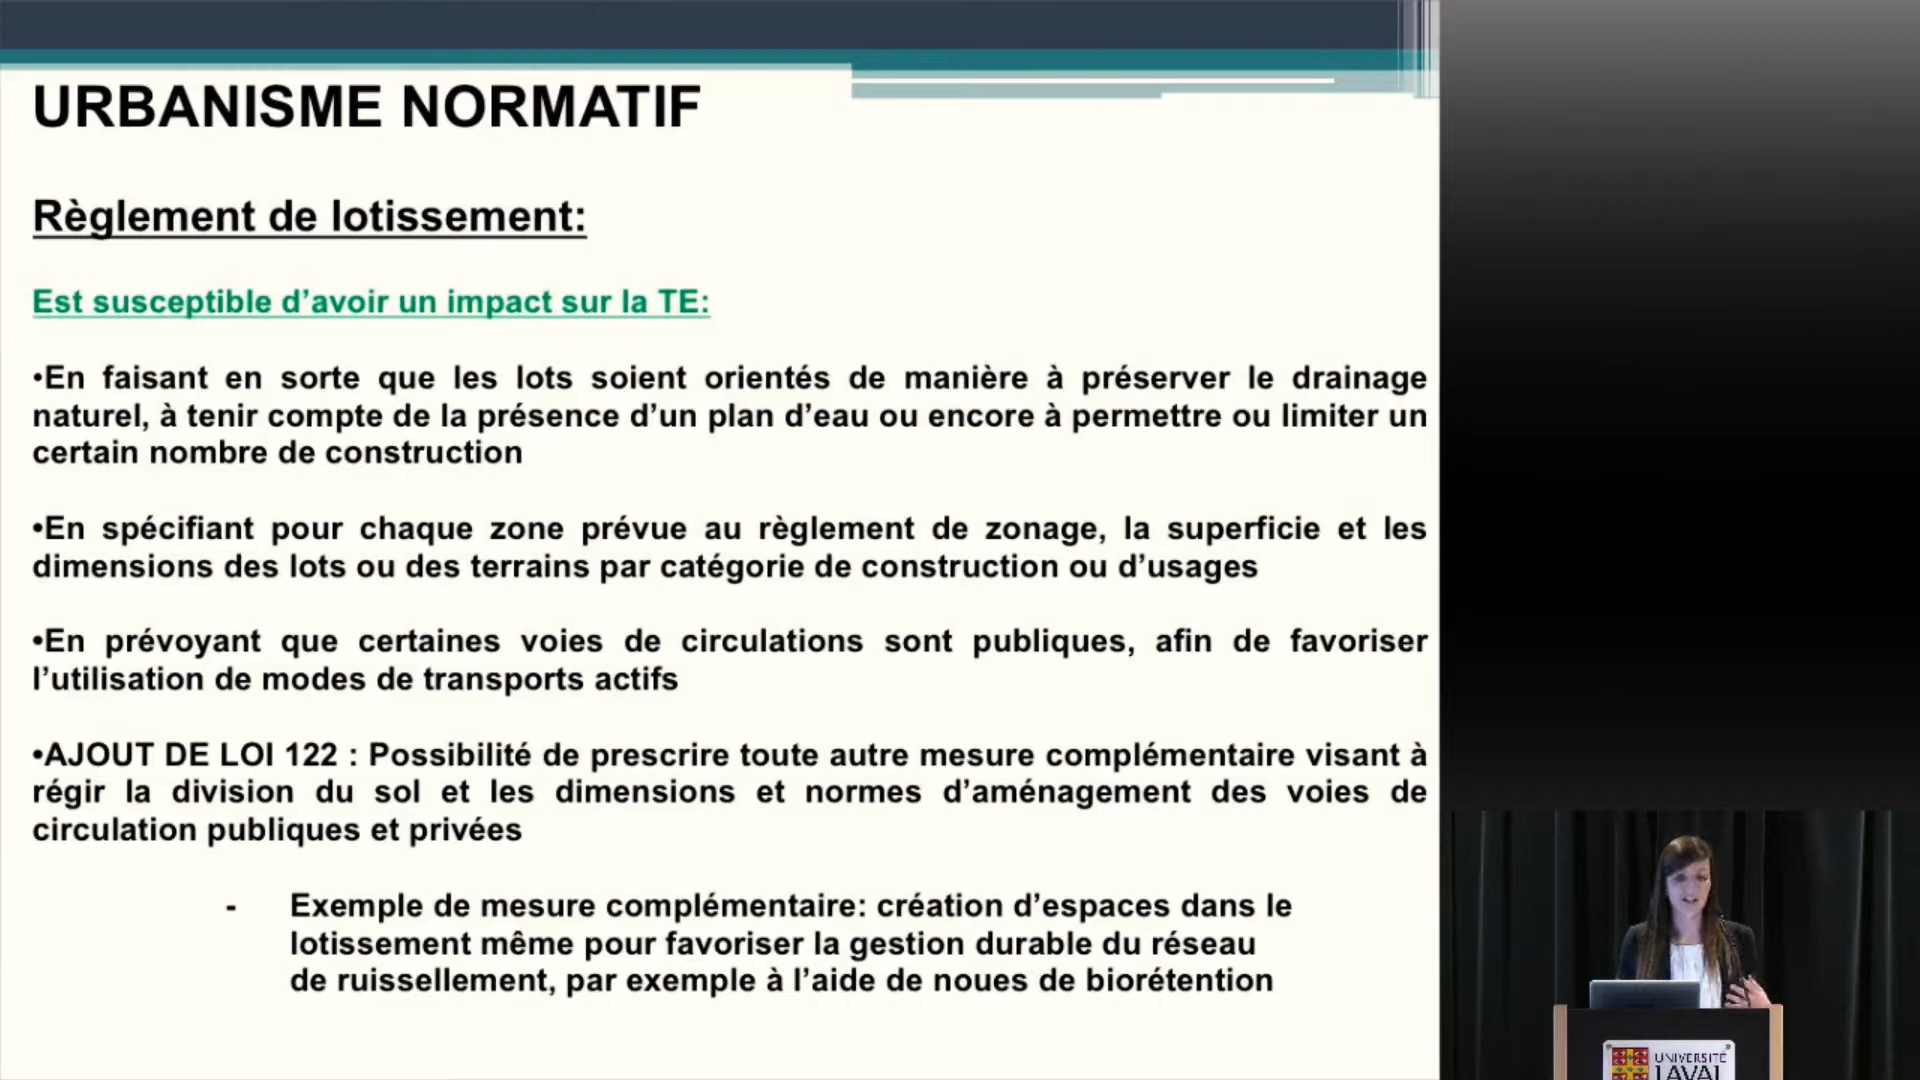 URBANISME NORMATIF
Règlement de lotissement:
Est susceptible d’avoir un impact sur la TE:
•En faisant en sorte que les lots soient orientés de manière à préserver le drainage
naturel, à tenir compte de la présence d’un plan d’eau ou encore à permettre ou limiter un
certain nombre de construction
•En spécifiant pour chaque zone prévue au règlement de zonage, la superficie et les
dimensions des lots ou des terrains par catégorie de construction ou d’usages
•En prévoyant que certaines voies de circulations sont publiques, afin de favoriser
l’utilisation de modes de transports actifs
•AJOUT DE LOI 122 : Possibilité de prescrire toute autre mesure complémentaire visant à
régir la division du sol et les dimensions et normes d’aménagement des voies de
circulation publiques et privées
- Exemple de mesure complémentaire: création d’espaces dans le
lotissement même pour favoriser la gestion durable du réseau
de ruissellement, par exemple à l’aide de noues de biorétention
UNIVERSITÉ
LAVAL